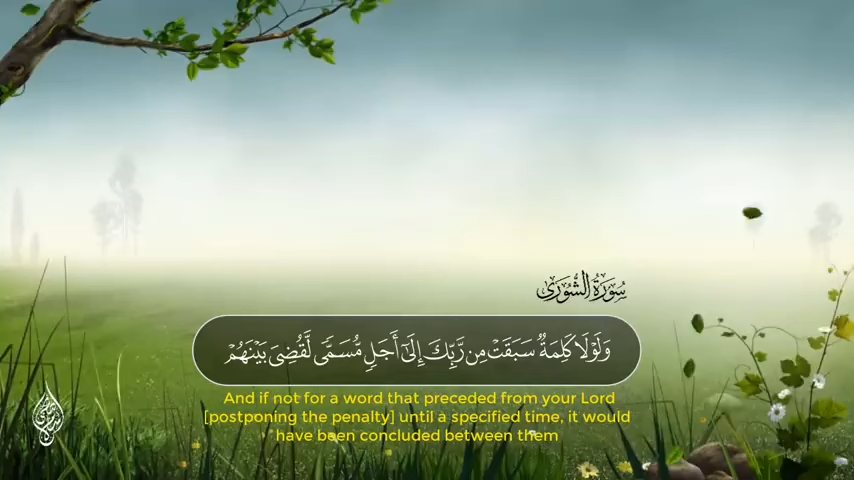 سُورَةُ الشُّورَىٰ
وَلَوْلَا كَلِمَةٌ سَبَقَتْ مِن رَّبِّكَ إِلَىٰ أَجَلٍ مُّسَمًّى لَّقُضِىَ بَيْنَهُمْ
And if not for a word that preceded from your Lord
[postponing the penalty] until a specified time, it would
have been concluded between them